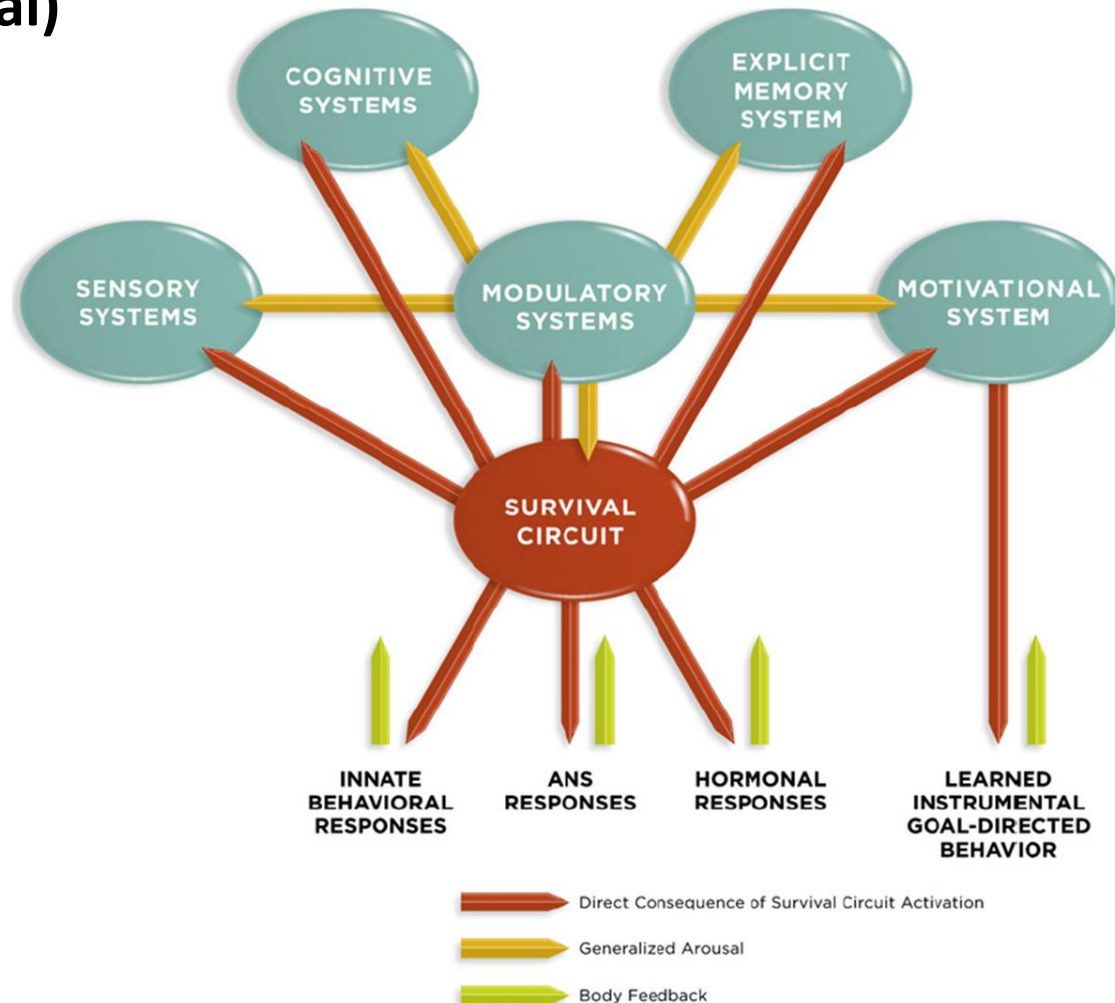 al)
COGNITIVE
SYSTEMS
EXPLICIT
MEMORY
SYSTEM
SENSORY
SYSTEMS
MODULATORY
SYSTEMS
MOTIVATIONAL
SYSTEM
SURVIVAL
CIRCUIT
INNATE
BEHAVIORAL
RESPONSES
ANS
RESPONSES
HORMONAL
RESPONSES
LEARNED
INSTRUMENTAL
GOAL-DIRECTED
BEHAVIOR
Direct Consequence of Survival Circuit Activation
Generalized Arousal
Body Feedback